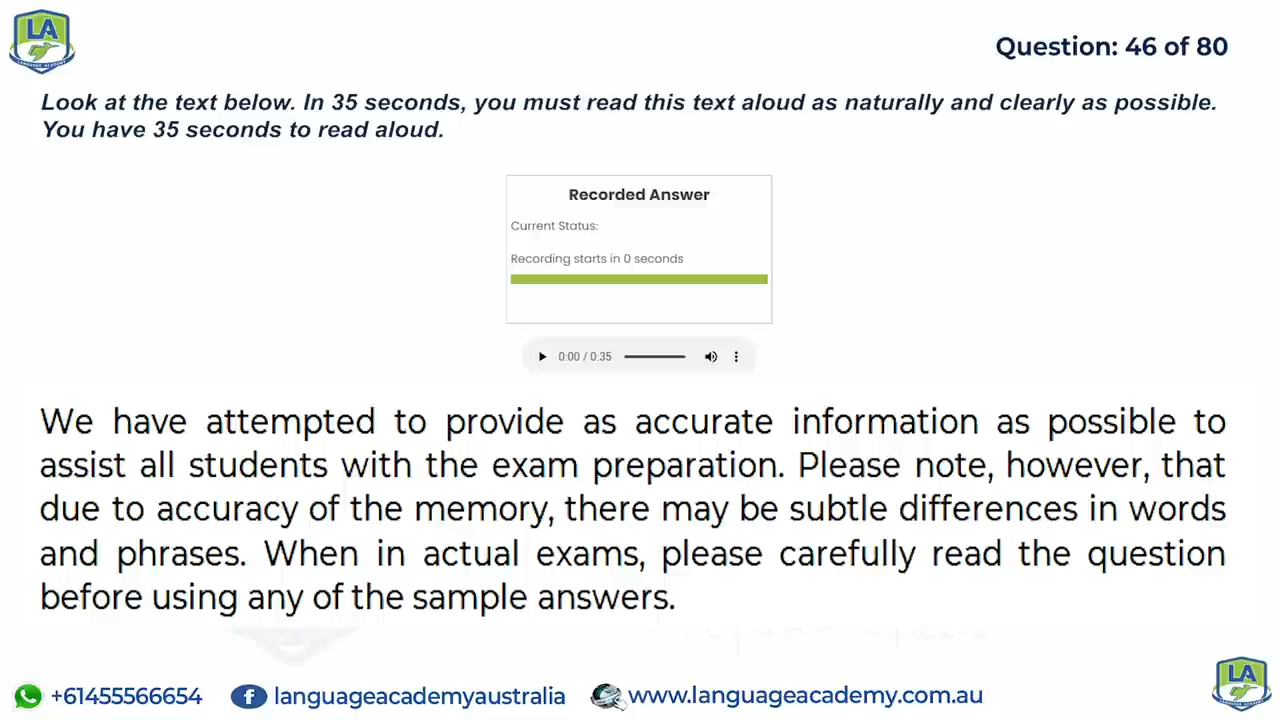 LA
LANGUAGE ACADEMY
Question: 46 of 80
Look at the text below. In 35 seconds, you must read this text aloud as naturally and clearly as possible.
You have 35 seconds to read aloud.
Recorded Answer
Current Status:
Recording starts in 0 seconds
0:00 / 0:35
We have attempted to provide as accurate information as possible to
assist all students with the exam preparation. Please note, however, that
due to accuracy of the memory, there may be subtle differences in words
and phrases. When in actual exams, please carefully read the question
before using any of the sample answers.
+61455566654
languageacademyaustralia
www.languageacademy.com.au
LA